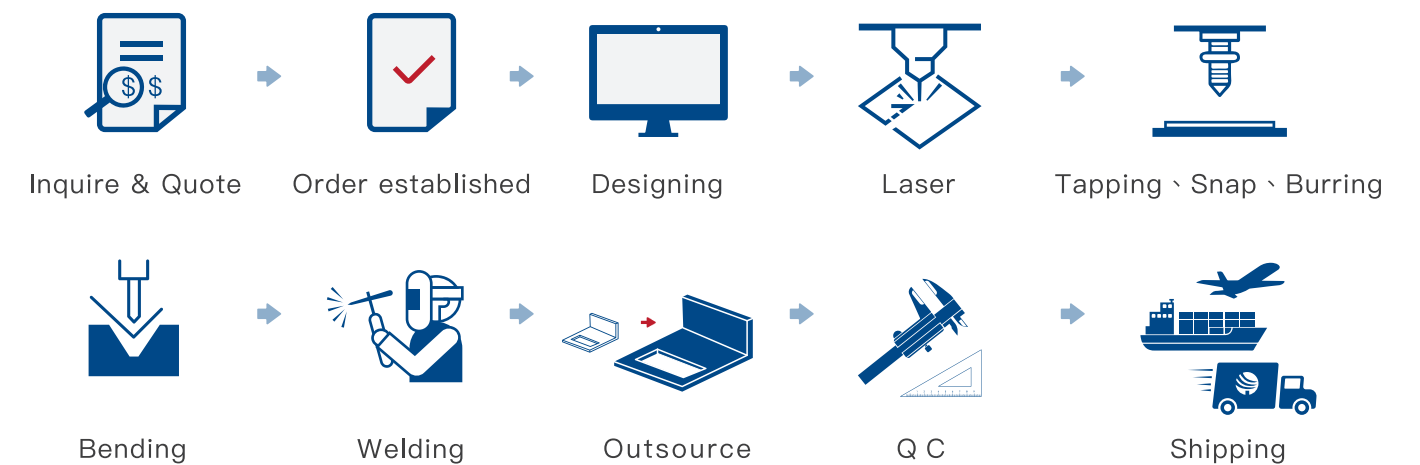 $ $
Inquire & Quote
Order established
Designing
Laser
Tapping、Snap、Burring
Bending
Welding
Outsource
Q C
Shipping